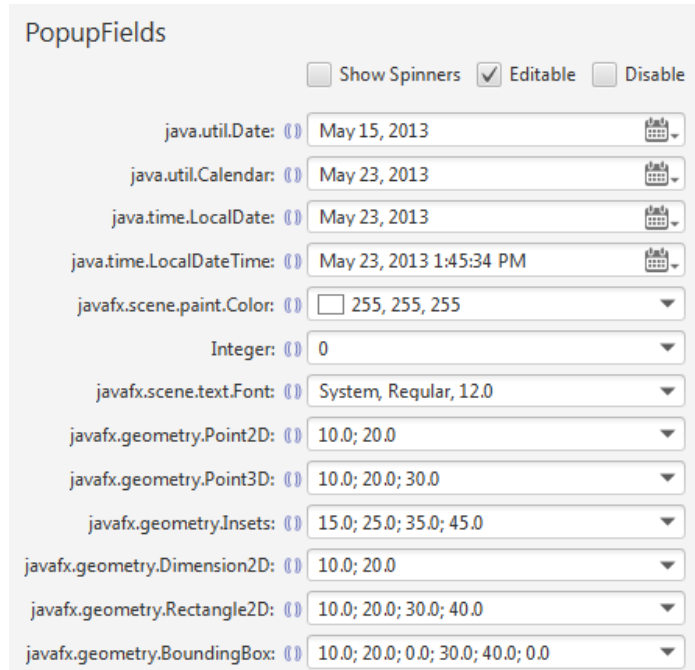 PopupFields
Show Spinners Editable Disable
java.util.Date: May 15, 2013
java.util.Calendar: May 23, 2013
java.time.LocalDate: May 23, 2013
java.time.LocalDateTime: May 23, 2013 1:45:34 PM
javafx.scene.paint.Color: 255, 255, 255
Integer: 0
javafx.scene.text.Font: System, Regular, 12.0
javafx.geometry.Point2D: 10.0; 20.0
javafx.geometry.Point3D: 10.0; 20.0; 30.0
javafx.geometry.Insets: 15.0; 25.0; 35.0; 45.0
javafx.geometry.Dimension2D: 10.0; 20.0
javafx.geometry.Rectangle2D: 10.0; 20.0; 30.0; 40.0
javafx.geometry.BoundingBox: 10.0; 20.0; 0.0; 30.0; 40.0; 0.0